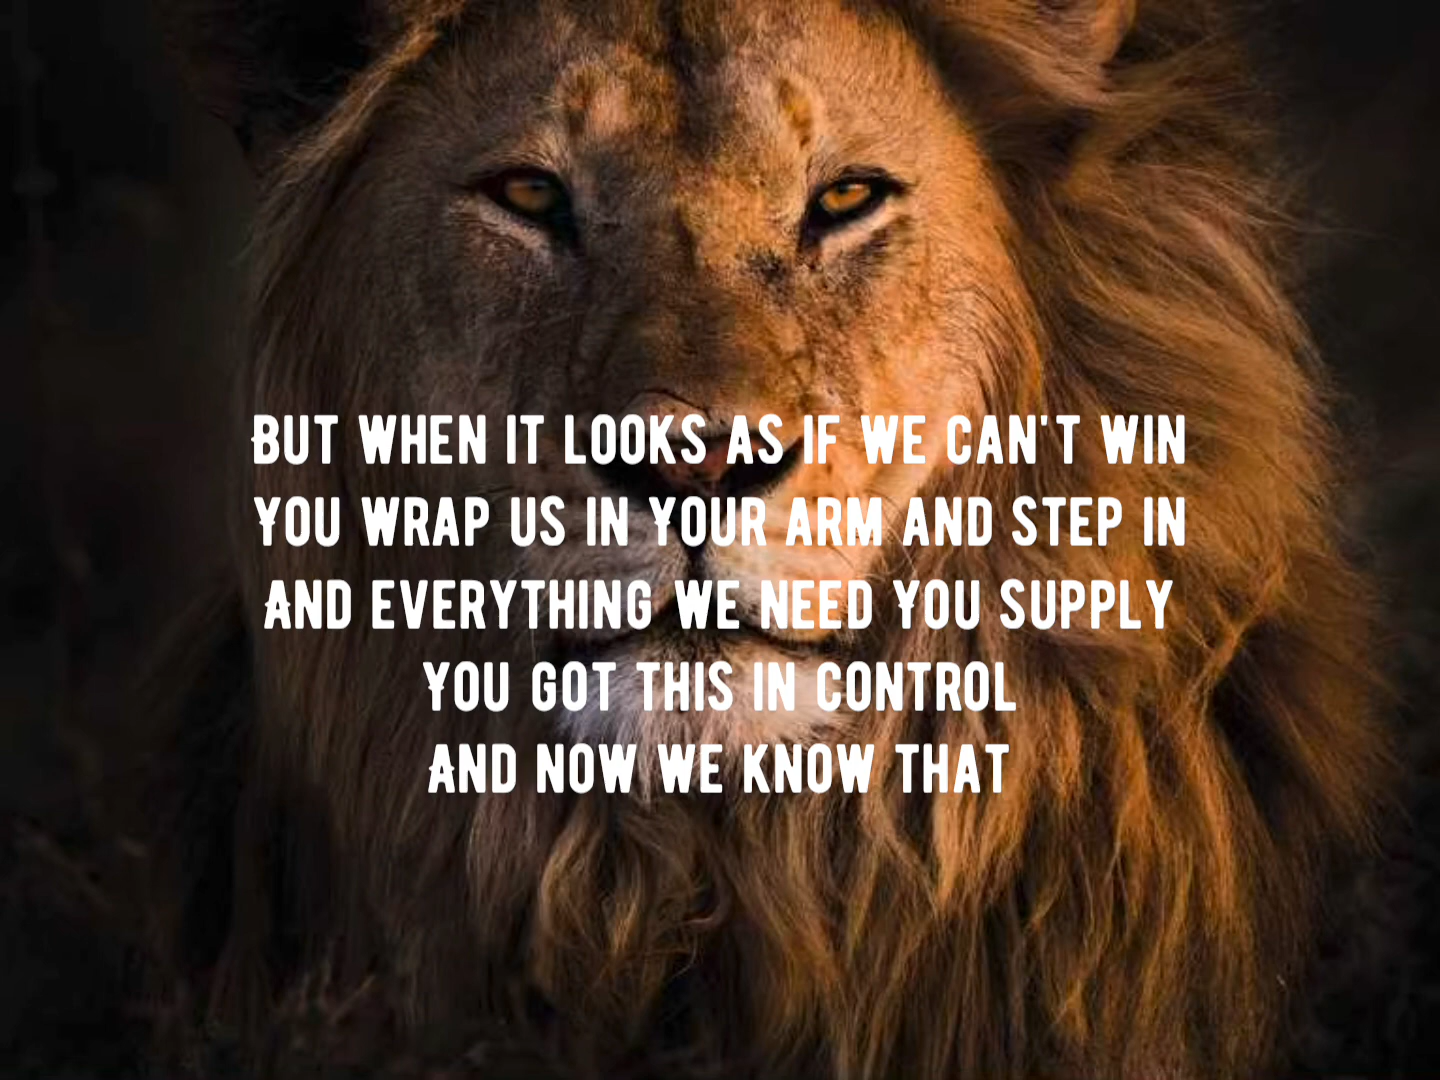 BUT WHEN IT LOOKS AS IF WE CAN'T WIN
YOU WRAP US IN YOUR ARM AND STEP IN
AND EVERYTHING WE NEED YOU SUPPLY
YOU GOT THIS IN CONTROL
AND NOW WE KNOW THAT